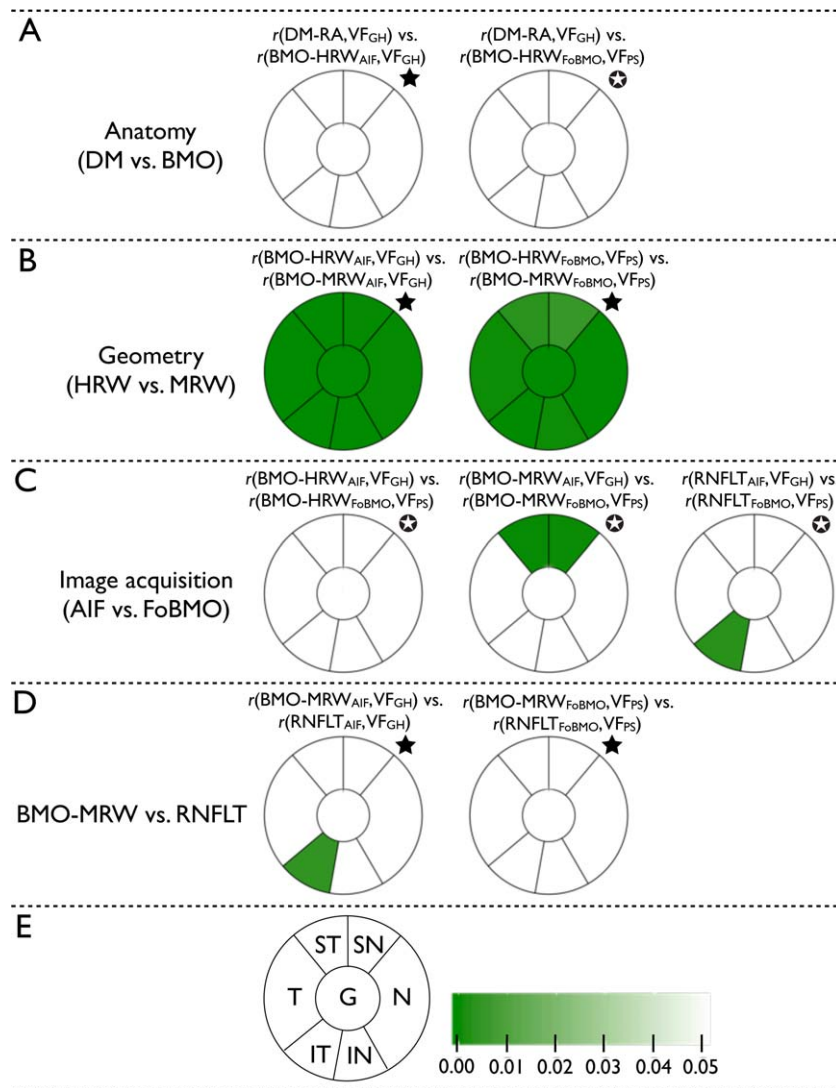 A
r(DM-RA,VFGH) vs.
r(BMO-HRWAIF,VFGH)
r(DM-RA,VFGH) vs.
r(BMO-HRWFoBMO,VFPS)
Anatomy
(DM vs. BMO)
B
r(BMO-HRWAIF,VFGH) vs.
r(BMO-MRWAIF,VFGH)
r(BMO-HRWFoBMO,VFPS) vs.
r(BMO-MRWFoBMO,VFPS)
Geometry
(HRW vs. MRW)
C
r(BMO-HRWAIF,VFGH) vs.
r(BMO-HRWFOBMO,VFPS)
r(BMO-MRWAIF,VFGH) vs.
r(BMO-MRWFoBMO,VFPS)
r(RNFLTAIF,VFGH) vs
r(RNFLTFoBMO,VFPS)
Image acquisition
(AIF vs. FoBMO)
D
r(BMO-MRWAIF,VFGH) vs.
r(RNFLTAIF,VFGH)
r(BMO-MRWFoBMO,VFPS) vs.
r(RNFLTFoBMO,VFPS)
BMO-MRW vs. RNFLT
E
ST SN
T G N
IT IN
0.00 0.01 0.02 0.03 0.04 0.05